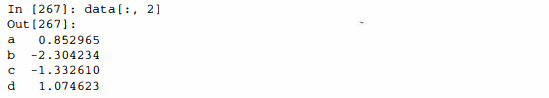 In [267]: data[:, 2]
Out[267]:
a    0.852965
b   -2.304234
c   -1.332610
d    1.074623